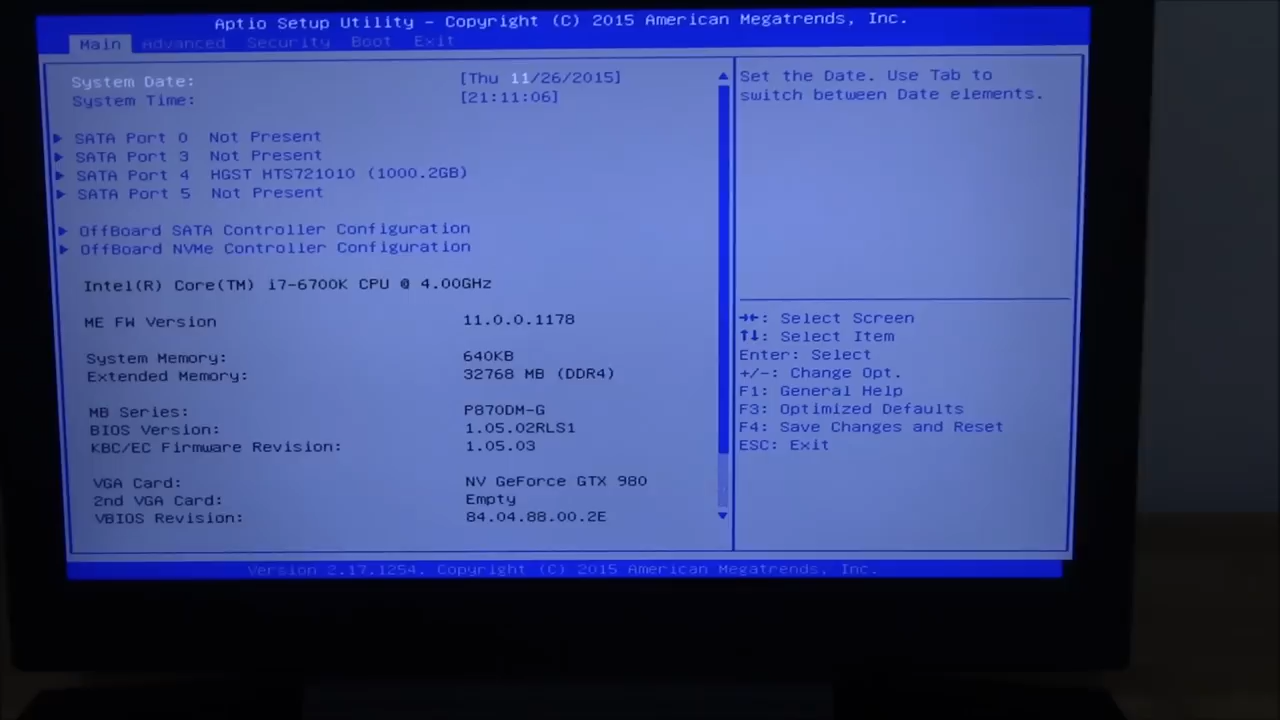 Aptio Setup Utility - Copyright (C) 2015 American Megatrends, Inc.
Main Advanced Security Boot Exit
System Date: [Thu 11/26/2015]
System Time: [21:11:06]
SATA Port 0 Not Present
SATA Port 3 Not Present
SATA Port 4 HGST HTS721010 (1000.2GB)
SATA Port 5 Not Present
OffBoard SATA Controller Configuration
OffBoard NVMe Controller Configuration
Intel(R) Core(TM) i7-6700K CPU @ 4.00GHz
ME FW Version 11.0.0.1178
System Memory: 640KB
Extended Memory: 32768 MB (DDR4)
MB Series: P870DM-G
BIOS Version: 1.05.02RLS1
KBC/EC Firmware Revision: 1.05.03
VGA Card: NV GeForce GTX 980
2nd VGA Card: Empty
VBIOS Revision: 84.04.88.00.2E
Set the Date. Use Tab to
switch between Date elements.
→←: Select Screen
↑↓: Select Item
Enter: Select
+/-: Change Opt.
F1: General Help
F3: Optimized Defaults
F4: Save Changes and Reset
ESC: Exit
Version 2.17.1254. Copyright (C) 2015 American Megatrends, Inc.